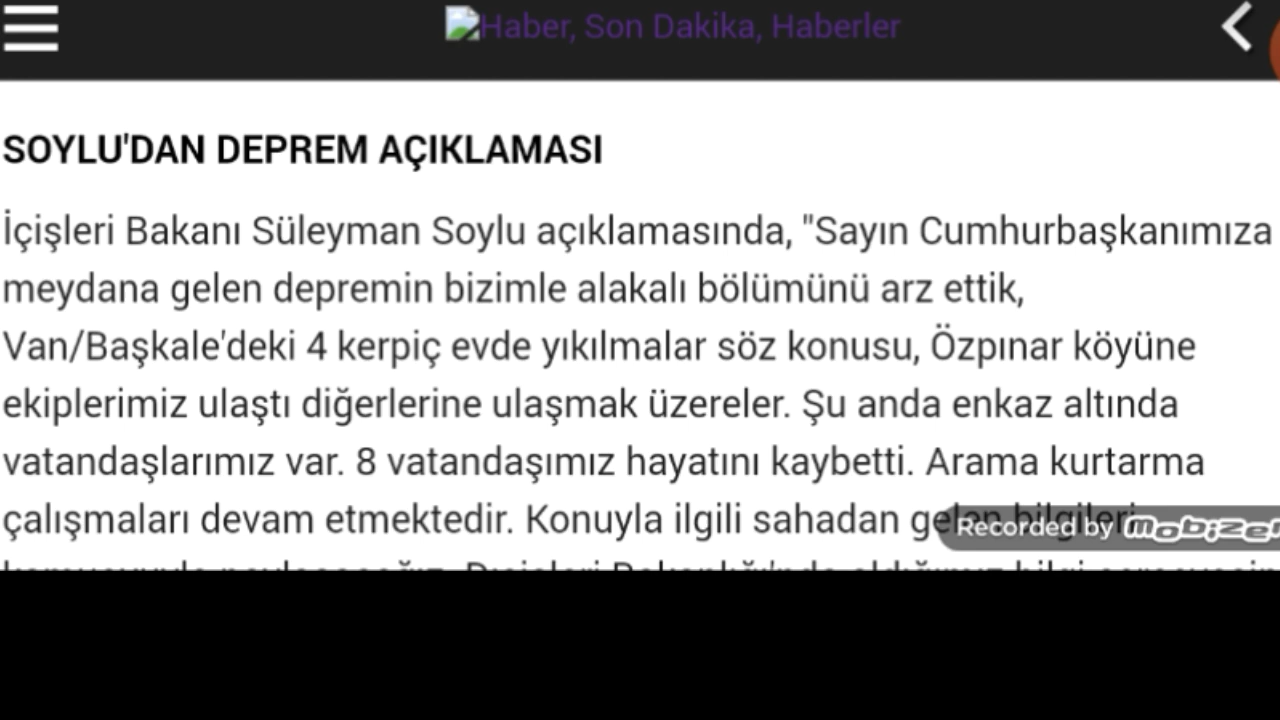 Haber, Son Dakika, Haberler
SOYLU'DAN DEPREM AÇIKLAMASI
İçişleri Bakanı Süleyman Soylu açıklamasında, "Sayın Cumhurbaşkanımıza
meydana gelen depremin bizimle alakalı bölümünü arz ettik,
Van/Başkale'deki 4 kerpiç evde yıkılmalar söz konusu, Özpınar köyüne
ekiplerimiz ulaştı diğerlerine ulaşmak üzereler. Şu anda enkaz altında
vatandaşlarımız var. 8 vatandaşımız hayatını kaybetti. Arama kurtarma
çalışmaları devam etmektedir. Konuyla ilgili sahadan gelen bilgileri
Recorded by